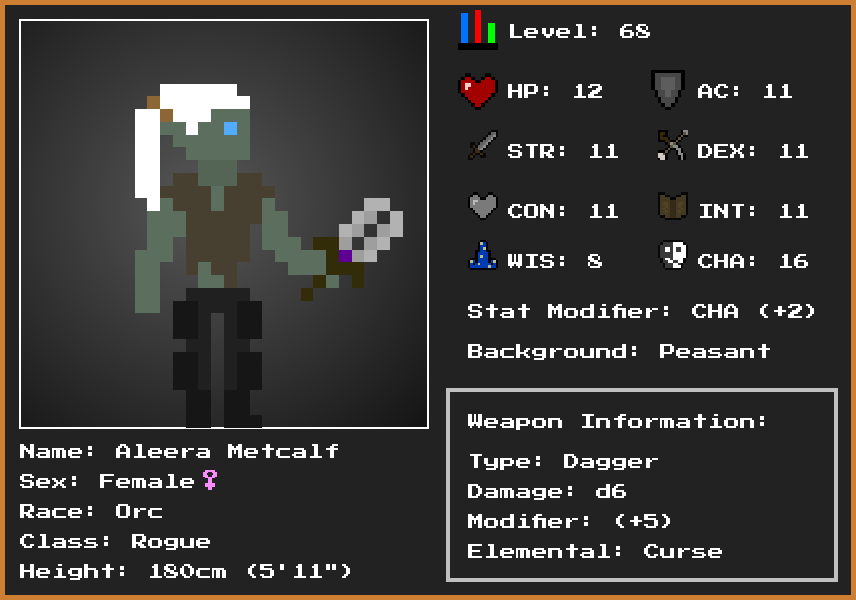 Level: 68
HP: 12
AC: 11
STR: 11
DEX: 11
CON: 11
INT: 11
WIS: 8
CHA: 16
Stat Modifier: CHA (+2)
Background: Peasant
Weapon Information:
Type: Dagger
Damage: d6
Modifier: (+5)
Elemental: Curse
Name: Aleera Metcalf
Sex: Female♀
Race: Orc
Class: Rogue
Height: 180cm (5'11")